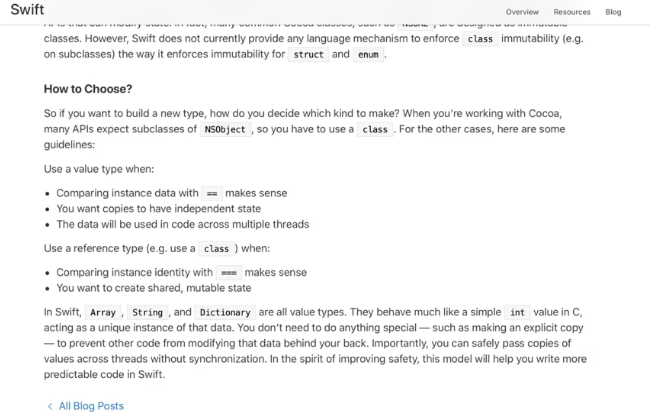 Swift
Overview Resources Blog
classes. However, Swift does not currently provide any language mechanism to enforce class immutability (e.g.
on subclasses) the way it enforces immutability for struct and enum .
How to Choose?
So if you want to build a new type, how do you decide which kind to make? When you're working with Cocoa,
many APIs expect subclasses of NSObject , so you have to use a class . For the other cases, here are some
guidelines:
Use a value type when:
• Comparing instance data with == makes sense
• You want copies to have independent state
• The data will be used in code across multiple threads
Use a reference type (e.g. use a class ) when:
• Comparing instance identity with === makes sense
• You want to create shared, mutable state
In Swift, Array , String , and Dictionary are all value types. They behave much like a simple int value in C,
acting as a unique instance of that data. You don't need to do anything special — such as making an explicit copy
— to prevent other code from modifying that data behind your back. Importantly, you can safely pass copies of
values across threads without synchronization. In the spirit of improving safety, this model will help you write more
predictable code in Swift.
< All Blog Posts